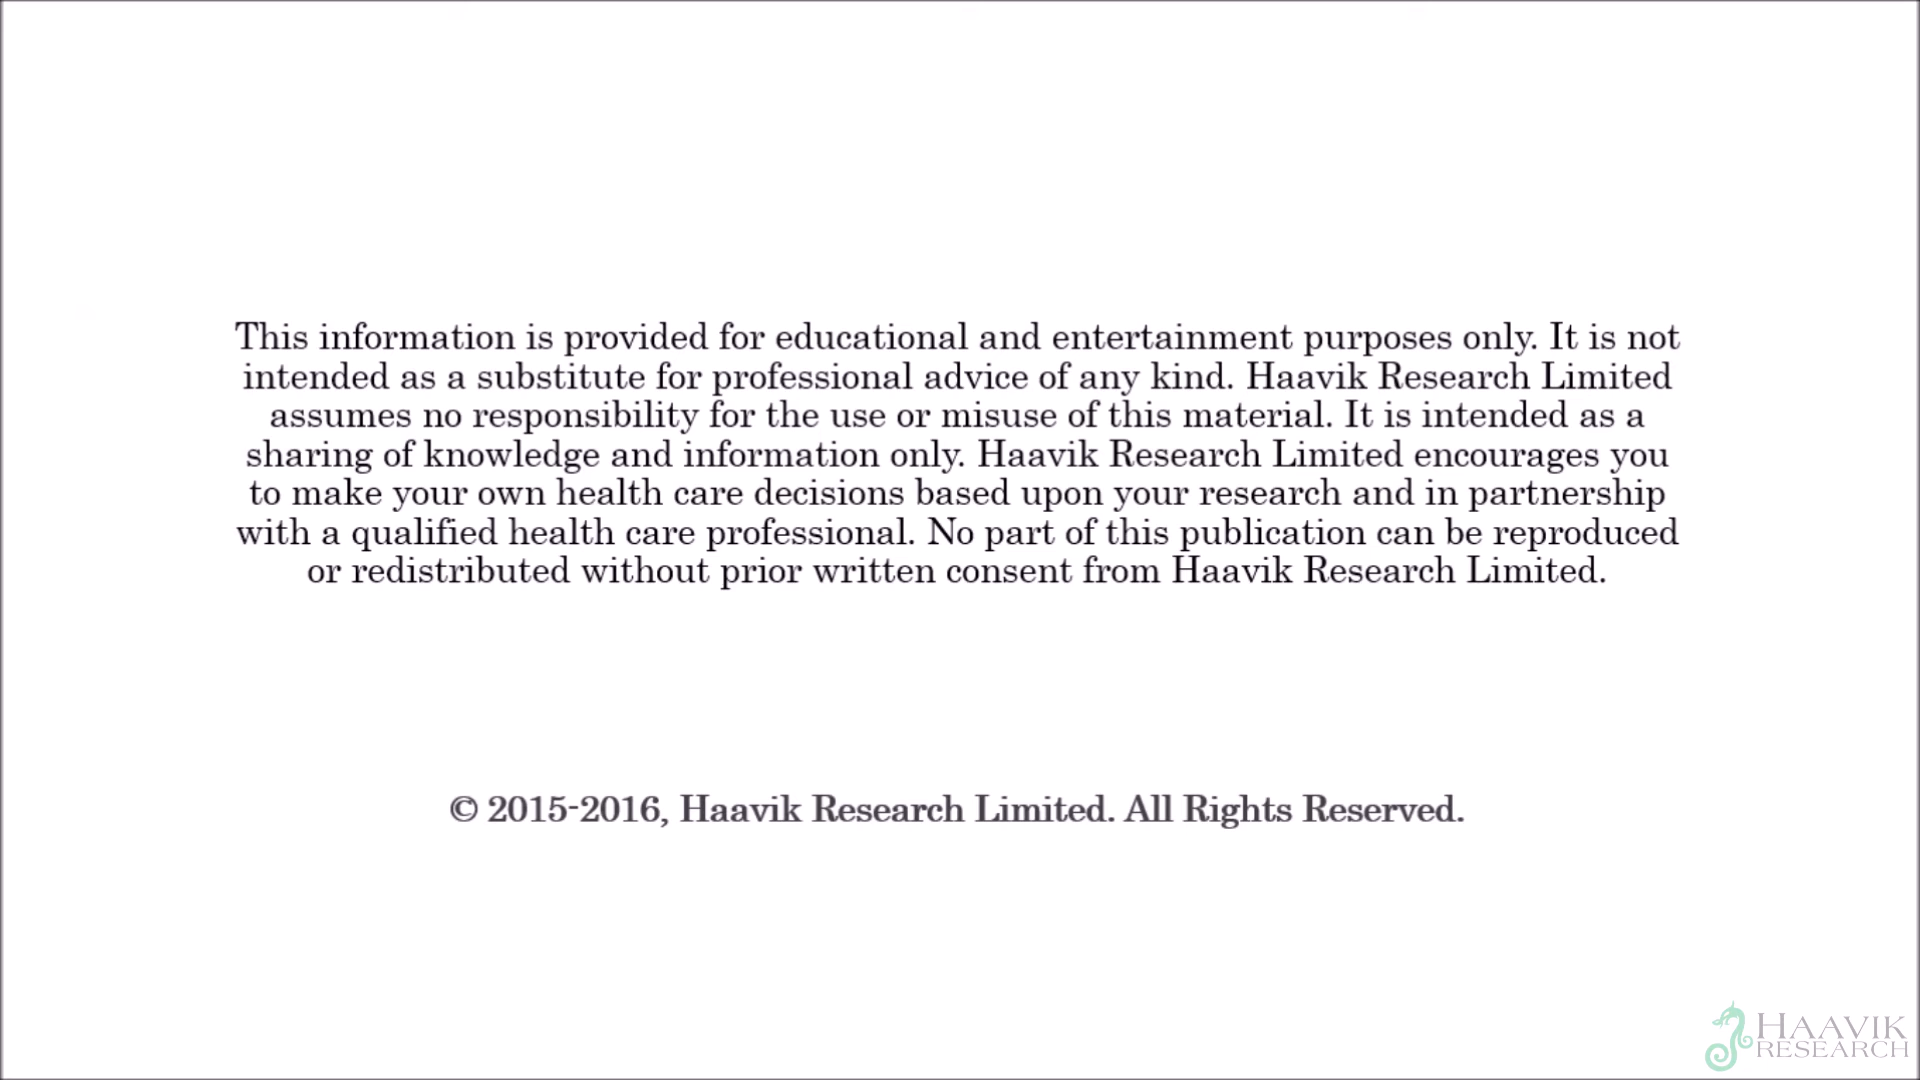 This information is provided for educational and entertainment purposes only. It is not
intended as a substitute for professional advice of any kind. Haavik Research Limited
assumes no responsibility for the use or misuse of this material. It is intended as a
sharing of knowledge and information only. Haavik Research Limited encourages you
to make your own health care decisions based upon your research and in partnership
with a qualified health care professional. No part of this publication can be reproduced
or redistributed without prior written consent from Haavik Research Limited.
© 2015-2016, Haavik Research Limited. All Rights Reserved.
HAAVIK
RESEARCH